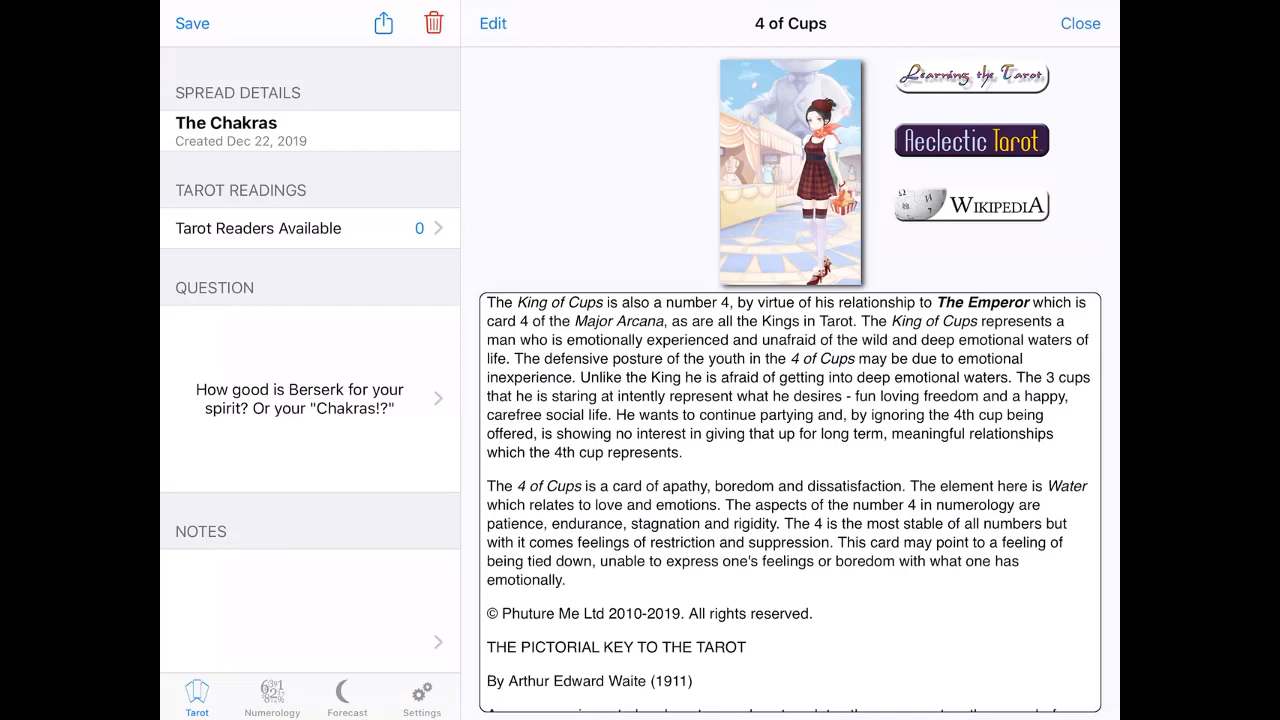 Save
SPREAD DETAILS
The Chakras
Created Dec 22, 2019
TAROT READINGS
Tarot Readers Available 0
QUESTION
How good is Berserk for your
spirit? Or your "Chakras!?"
NOTES
Tarot
Numerology
Forecast
Settings
Edit
4 of Cups
Close
Learning the Tarot
Aeclectic Tarot
WIKIPEDIA
The King of Cups is also a number 4, by virtue of his relationship to The Emperor which is
card 4 of the Major Arcana, as are all the Kings in Tarot. The King of Cups represents a
man who is emotionally experienced and unafraid of the wild and deep emotional waters of
life. The defensive posture of the youth in the 4 of Cups may be due to emotional
inexperience. Unlike the King he is afraid of getting into deep emotional waters. The 3 cups
that he is staring at intently represent what he desires - fun loving freedom and a happy,
carefree social life. He wants to continue partying and, by ignoring the 4th cup being
offered, is showing no interest in giving that up for long term, meaningful relationships
which the 4th cup represents.
The 4 of Cups is a card of apathy, boredom and dissatisfaction. The element here is Water
which relates to love and emotions. The aspects of the number 4 in numerology are
patience, endurance, stagnation and rigidity. The 4 is the most stable of all numbers but
with it comes feelings of restriction and suppression. This card may point to a feeling of
being tied down, unable to express one's feelings or boredom with what one has
emotionally.
© Phuture Me Ltd 2010-2019. All rights reserved.
THE PICTORIAL KEY TO THE TAROT
By Arthur Edward Waite (1911)